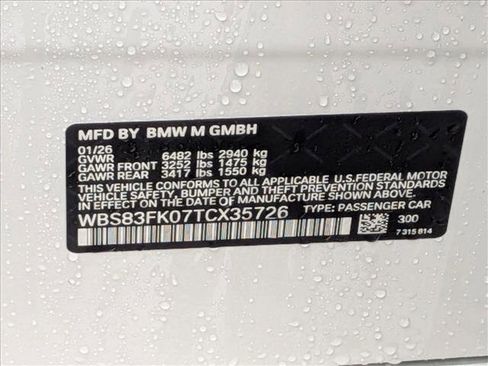 MFD BY BMW M GMBH
01/26
GVWR 6482 lbs 2940 kg
GAWR FRONT 3252 lbs 1475 kg
GAWR REAR 3417 lbs 1550 kg
THIS VEHICLE CONFORMS TO ALL APPLICABLE U.S.FEDERAL MOTOR
VEHICLE SAFETY, BUMPER, AND THEFT PREVENTION STANDARDS
IN EFFECT ON THE DATE OF MANUFACTURE SHOWN ABOVE.
WBS83FK07TCX35726 TYPE: PASSENGER CAR
300
7 315 814